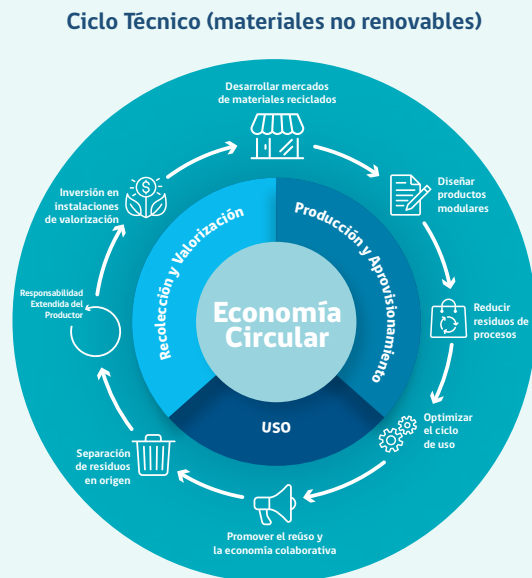 Ciclo Técnico (materiales no renovables)
Desarrollar mercados
de materiales reciclados
Diseñar
productos
modulares
Reducir
residuos de
procesos
Optimizar
el ciclo
de uso
Promover el reúso y
la economía colaborativa
Separación
de residuos
en origen
Responsabilidad
Extendida del
Productor
Inversión en
instalaciones
de valorización
Recolección y Valorización
Producción y Aprovisionamiento
USO
Economía
Circular